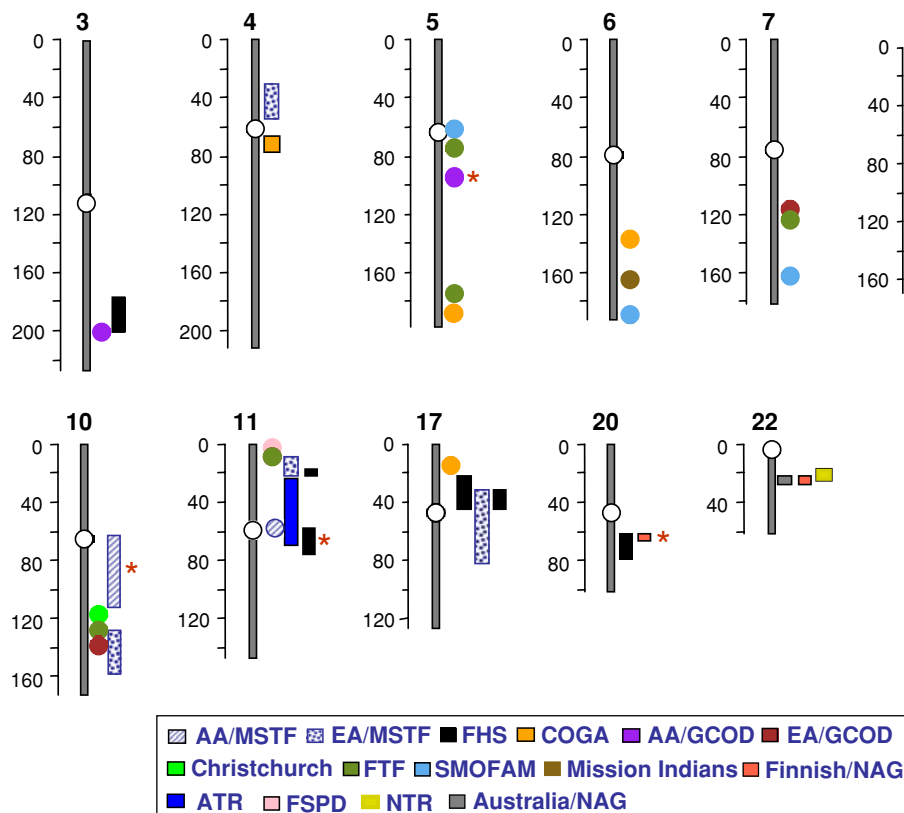 3 4 5 6 7
0 0 0 0 0 0
40 40 40 40 40 40
80 80 80 80 80 80
* 
120 120 120 120 120 120
160 160 160 160 160 160
200 200
10 11 17 20 22
0 0 0 0 0
40 40 40 40 40
* *
80 80 80 80
*
120 120 120
160
AA/MSTF EA/MSTF FHS COGA AA/GCOD EA/GCOD
Christchurch FTF SMOFAM Mission Indians Finnish/NAG
ATR FSPD NTR Australia/NAG